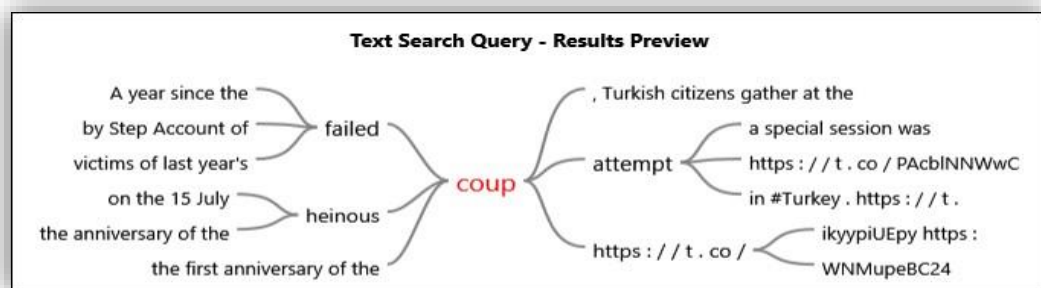 Text Search Query - Results Preview
A year since the
by Step Account of
victims of last year's
failed
on the 15 July
the anniversary of the
heinous
the first anniversary of the
coup
, Turkish citizens gather at the
attempt
a special session was
https : / / t . co / PAcblNNWwC
in #Turkey . https : / / t .
https : / / t . co /
ikyypiUEpy https :
WNMupeBC24